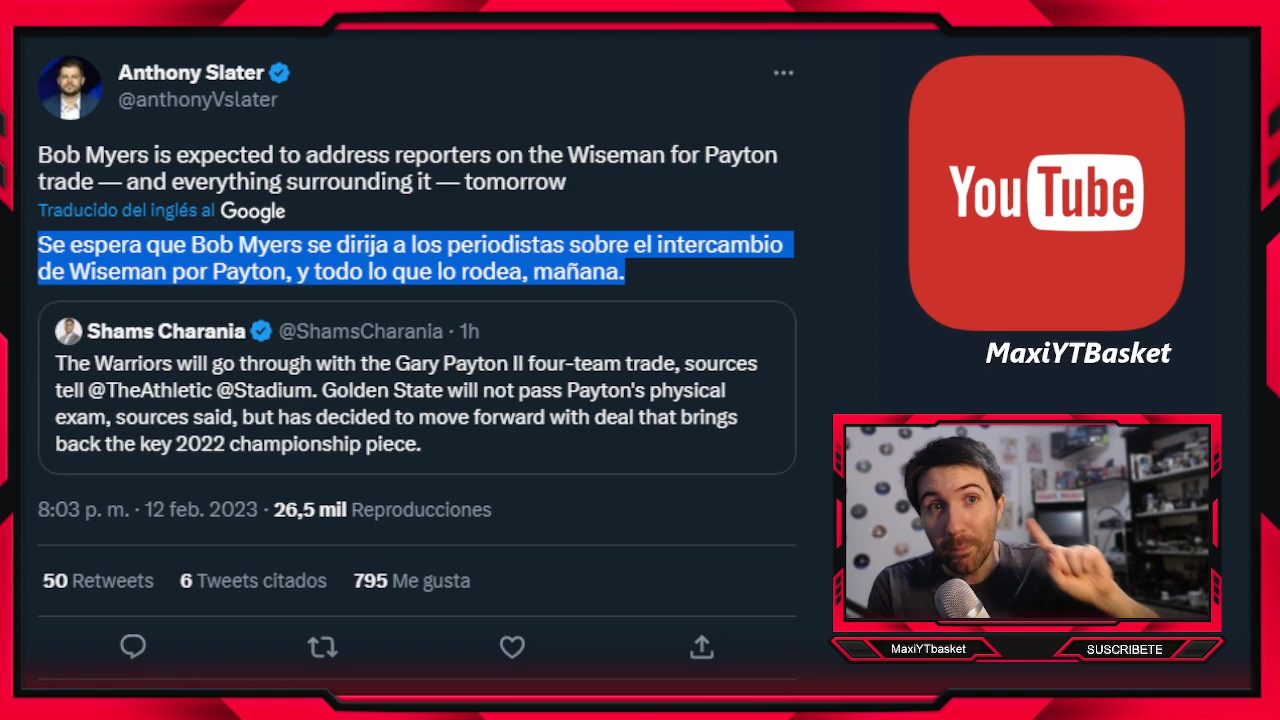 Anthony Slater
@anthonyVslater
Bob Myers is expected to address reporters on the Wiseman for Payton
trade — and everything surrounding it — tomorrow
Traducido del inglés al Google
Se espera que Bob Myers se dirija a los periodistas sobre el intercambio
de Wiseman por Payton, y todo lo que lo rodea, mañana.
Shams Charania @ShamsCharania · 1h
The Warriors will go through with the Gary Payton II four-team trade, sources
tell @TheAthletic @Stadium. Golden State will not pass Payton's physical
exam, sources said, but has decided to move forward with deal that brings
back the key 2022 championship piece.
8:03 p. m. · 12 feb. 2023 · 26,5 mil Reproducciones
50 Retweets 6 Tweets citados 795 Me gusta
YouTube
MaxiYTBasket
MaxiYTbasket
SUSCRIBETE